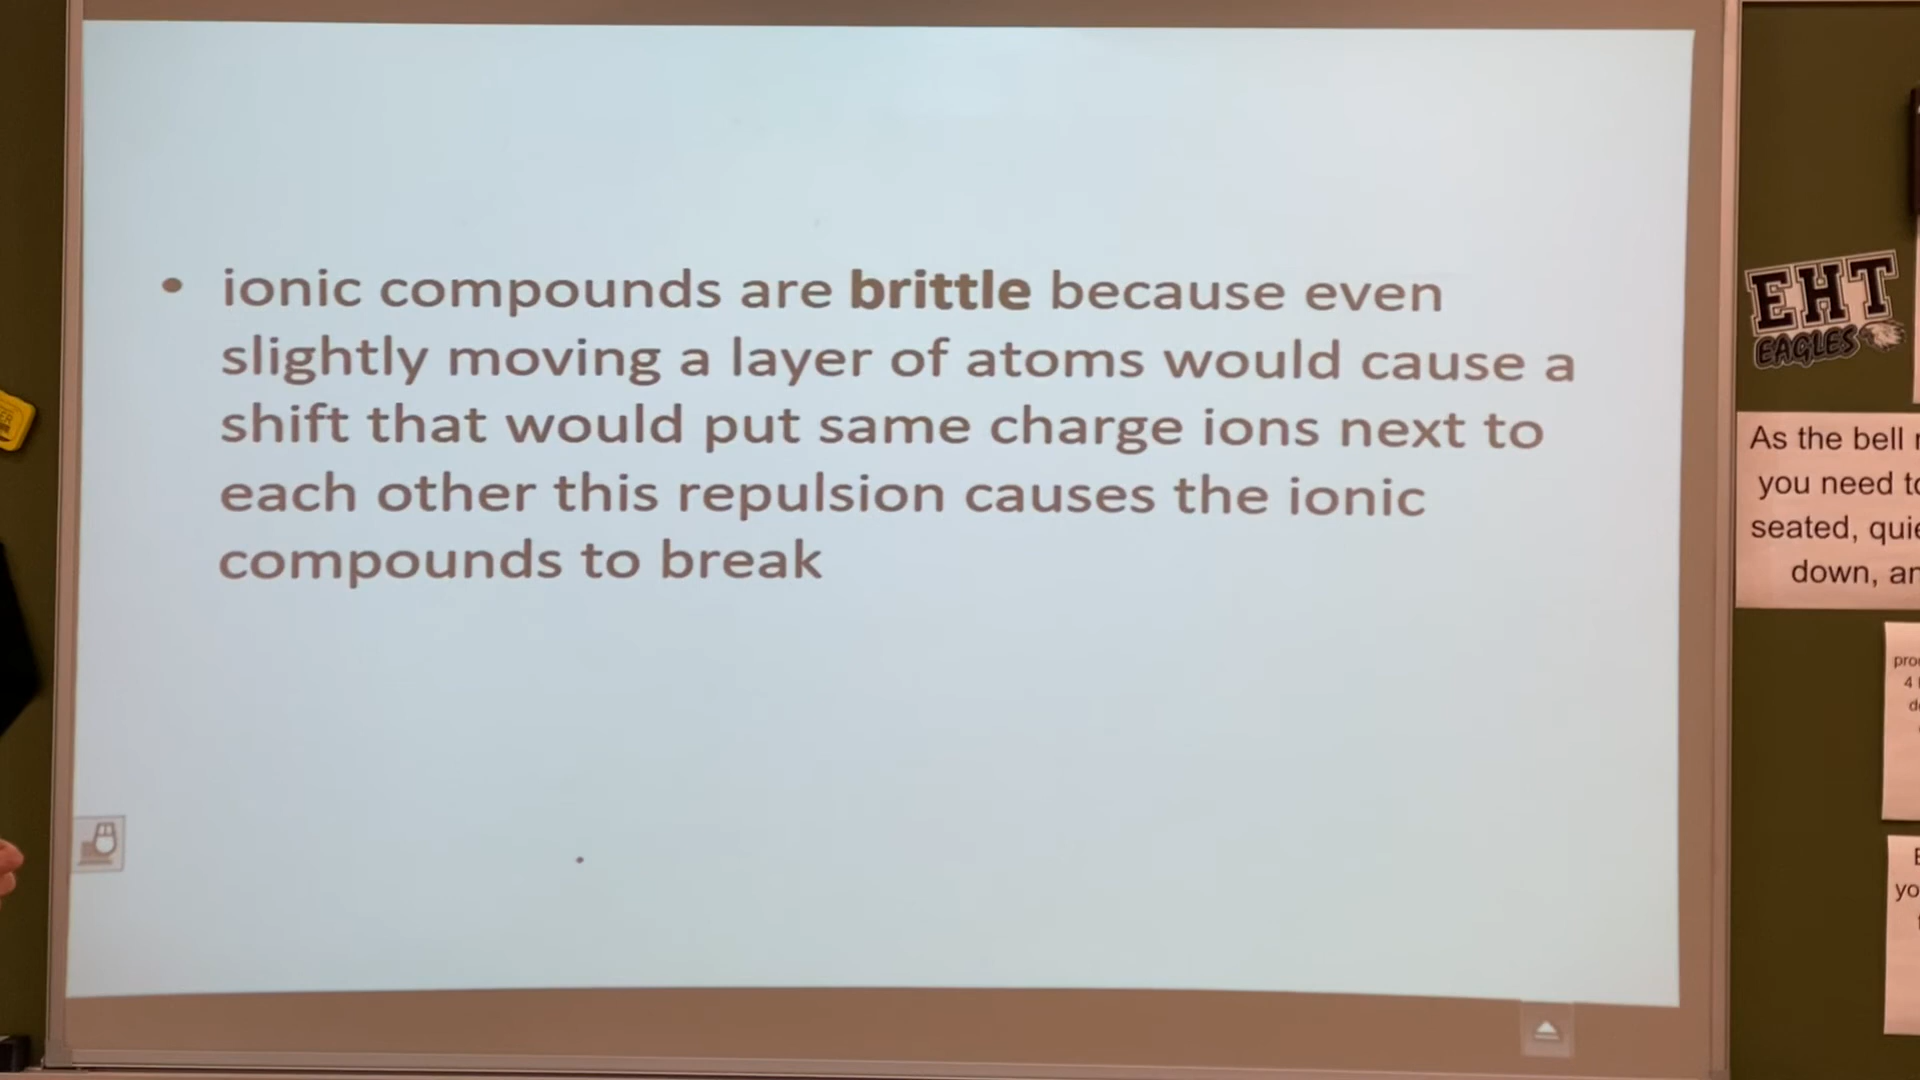 • ionic compounds are brittle because even
slightly moving a layer of atoms would cause a
shift that would put same charge ions next to
each other this repulsion causes the ionic
compounds to break
EHT
EAGLES
As the bell
you need
seated,
down,
4